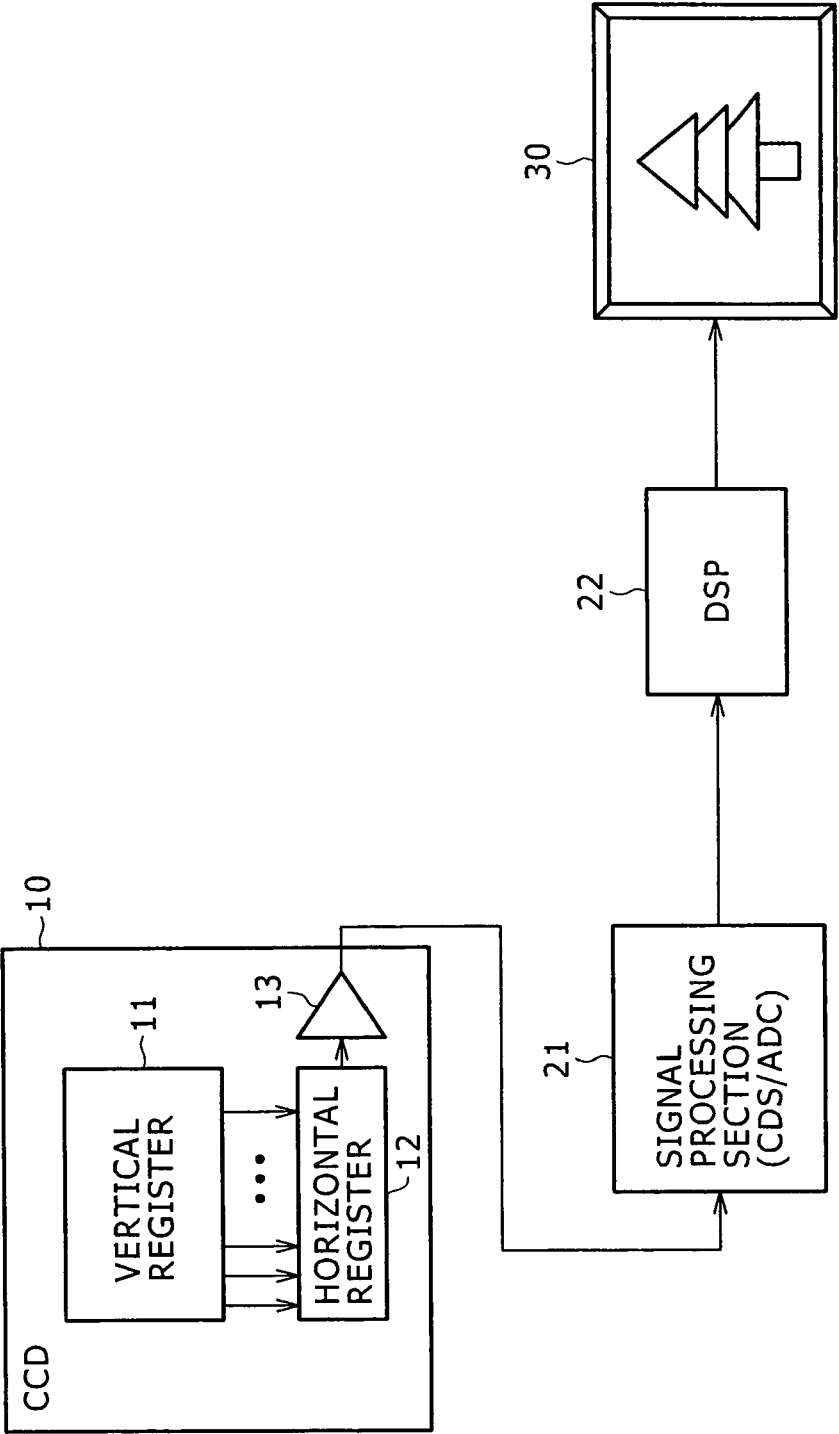 CCD
10
VERTICAL
REGISTER
11
HORIZONTAL
REGISTER
12
13
SIGNAL
PROCESSING
SECTION
(CDS/ADC)
21
DSP
22
30